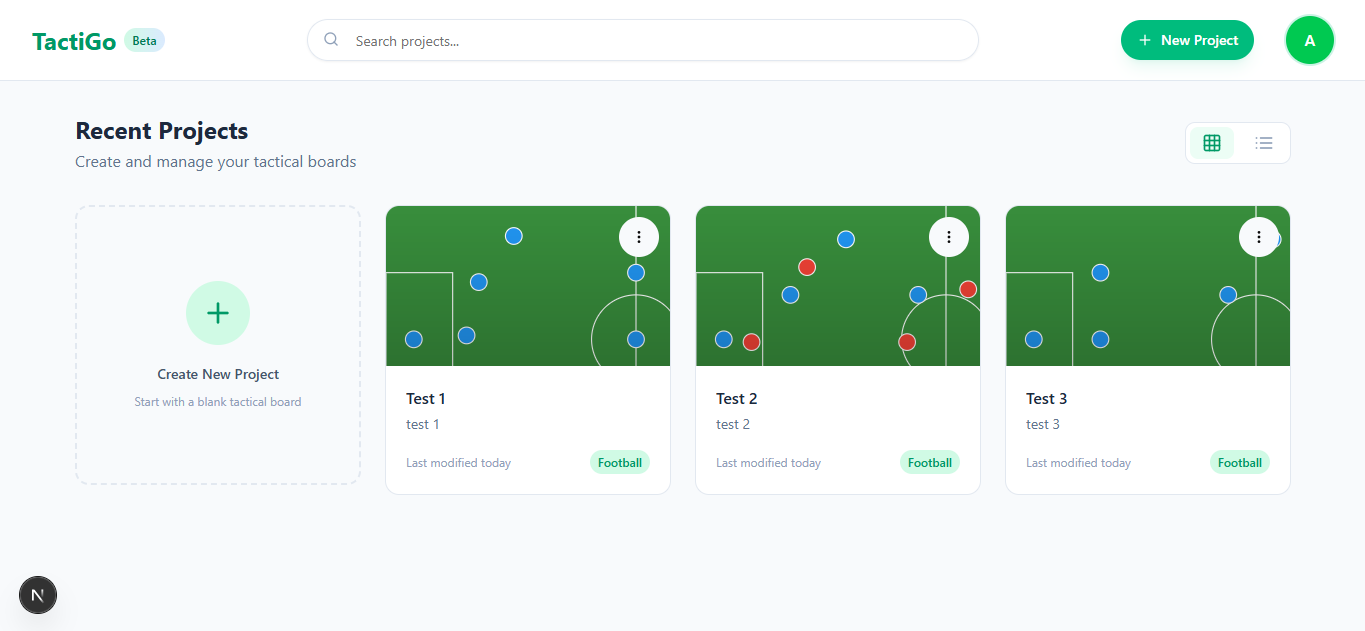 TactiGo Beta
Search projects...
New Project
A
Recent Projects
Create and manage your tactical boards
Create New Project
Start with a blank tactical board
Test 1
test 1
Last modified today
Football
Test 2
test 2
Last modified today
Football
Test 3
test 3
Last modified today
Football
N